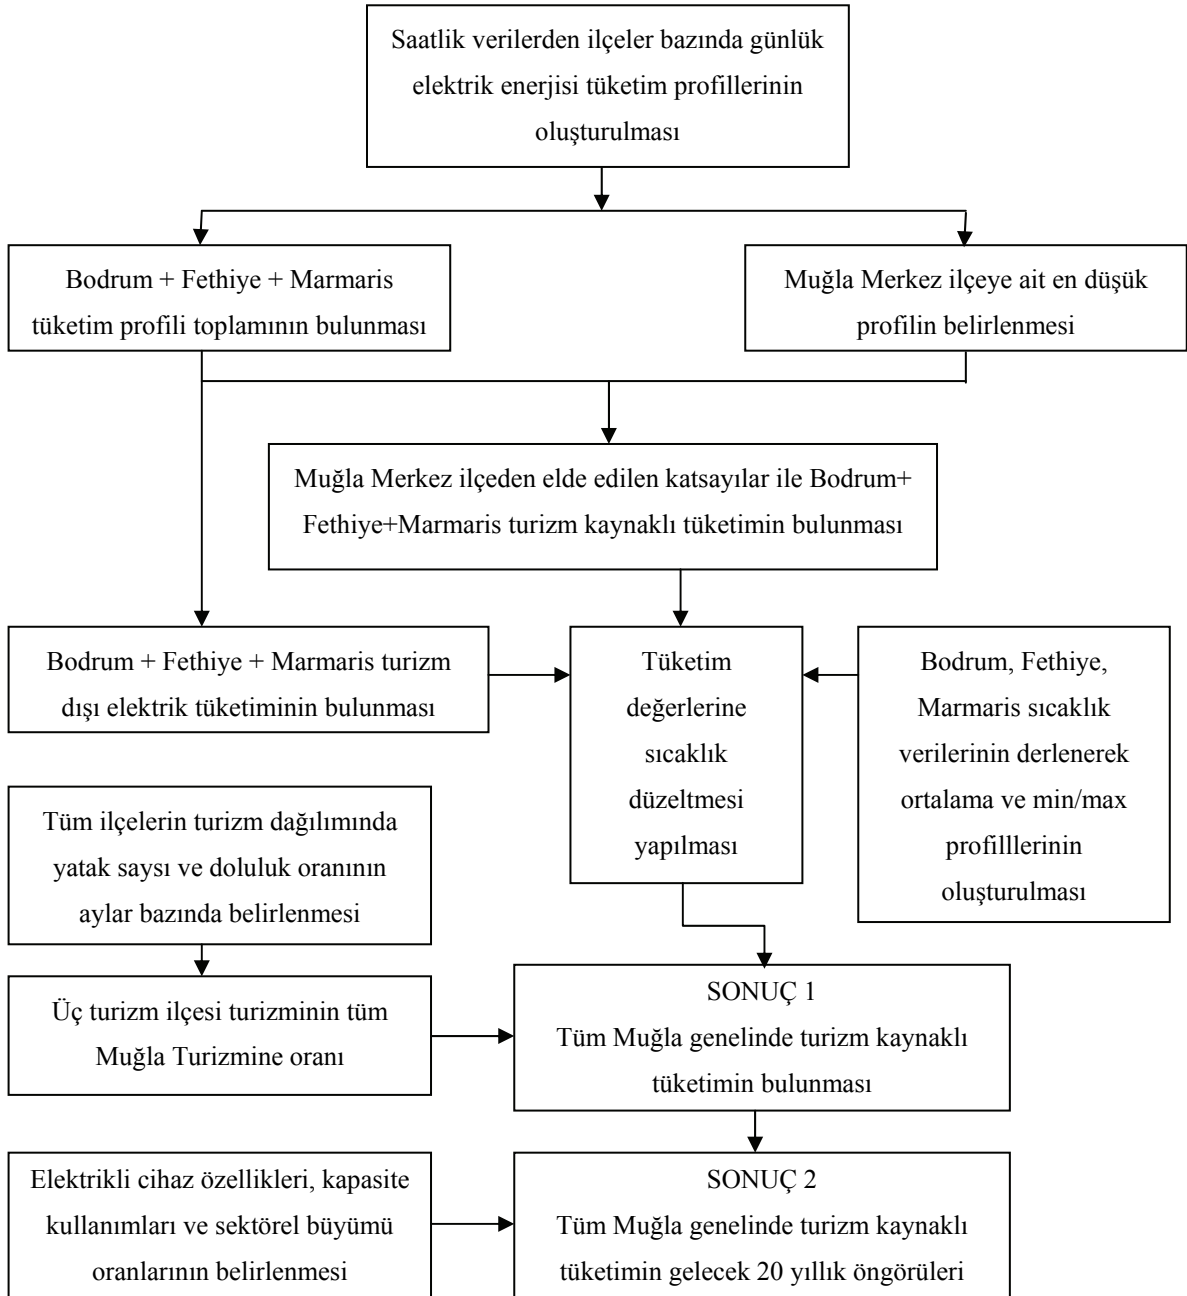 Saatlik verilerden ilçeler bazında günlük
elektrik enerjisi tüketim profillerinin
oluşturulması
Bodrum + Fethiye + Marmaris
tüketim profili toplamının bulunması
Muğla Merkez ilçeye ait en düşük
profilin belirlenmesi
Muğla Merkez ilçeden elde edilen katsayılar ile Bodrum+
Fethiye+Marmaris turizm kaynaklı tüketimin bulunması
Bodrum + Fethiye + Marmaris turizm
dışı elektrik tüketiminin bulunması
Tüketim
değerlerine
sıcaklık
düzeltmesi
yapılması
Bodrum, Fethiye,
Marmaris sıcaklık
verilerinin derlenerek
ortalama ve min/max
profilllerinin
oluşturulması
Tüm ilçelerin turizm dağılımında
yatak saysı ve doluluk oranının
aylar bazında belirlenmesi
Üç turizm ilçesi turizminin tüm
Muğla Turizmine oranı
SONUÇ 1
Tüm Muğla genelinde turizm kaynaklı
tüketimin bulunması
Elektrikli cihaz özellikleri, kapasite
kullanımları ve sektörel büyümü
oranlarının belirlenmesi
SONUÇ 2
Tüm Muğla genelinde turizm kaynaklı
tüketimin gelecek 20 yıllık öngörüleri